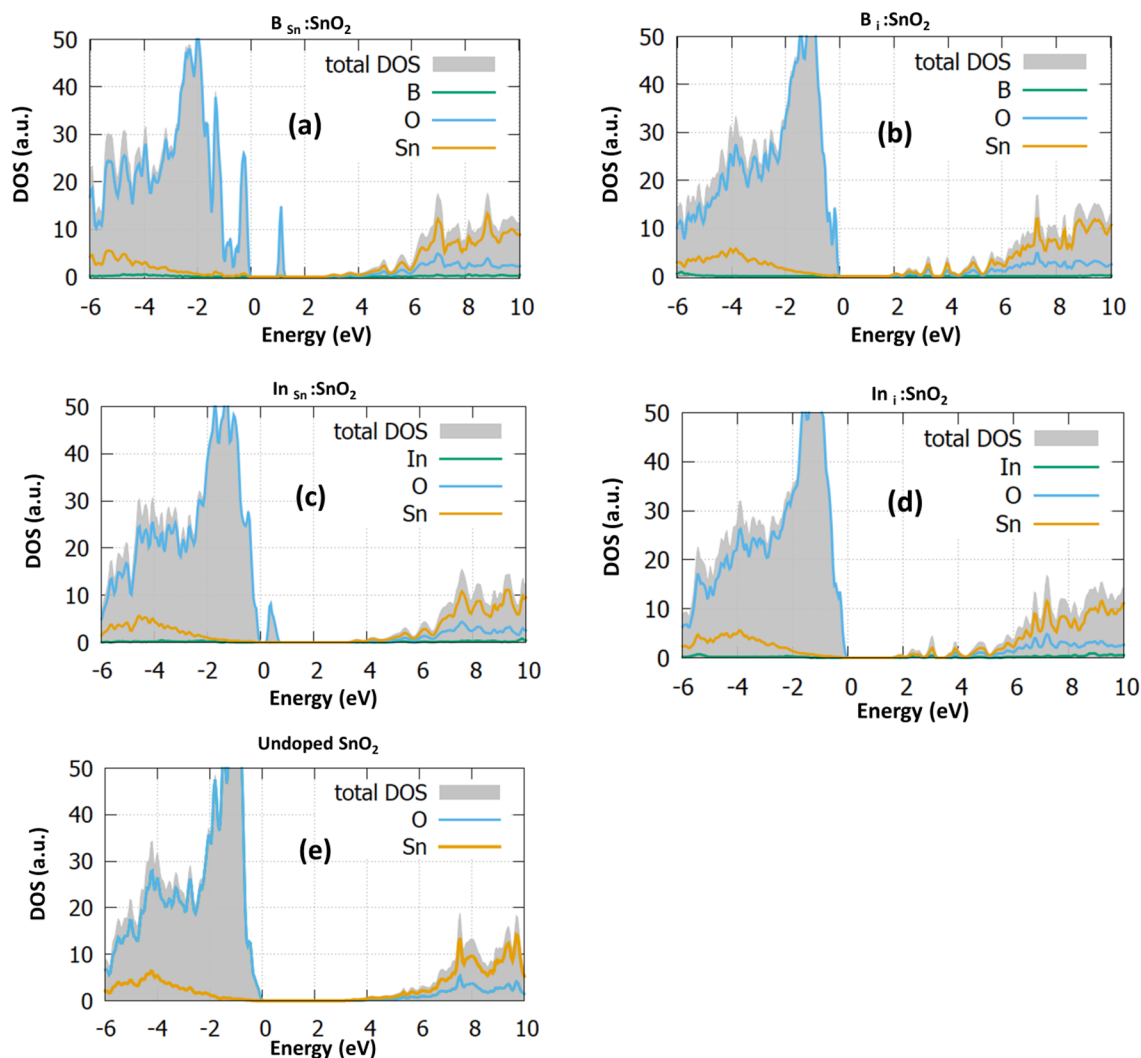 B Sn :SnO2
50
40
30
20
10
0
DOS (a.u.)
total DOS
B
O
Sn
(a)
-6 -4 -2 0 2 4 6 8 10
Energy (eV)
B i :SnO2
50
40
30
20
10
0
DOS (a.u.)
total DOS
B
O
Sn
(b)
-6 -4 -2 0 2 4 6 8 10
Energy (eV)
In Sn :SnO2
50
40
30
20
10
0
DOS (a.u.)
total DOS
In
O
Sn
(c)
-6 -4 -2 0 2 4 6 8 10
Energy (eV)
In i :SnO2
50
40
30
20
10
0
DOS (a.u.)
total DOS
In
O
Sn
(d)
-6 -4 -2 0 2 4 6 8 10
Energy (eV)
Undoped SnO2
50
40
30
20
10
0
DOS (a.u.)
total DOS
O
Sn
(e)
-6 -4 -2 0 2 4 6 8 10
Energy (eV)